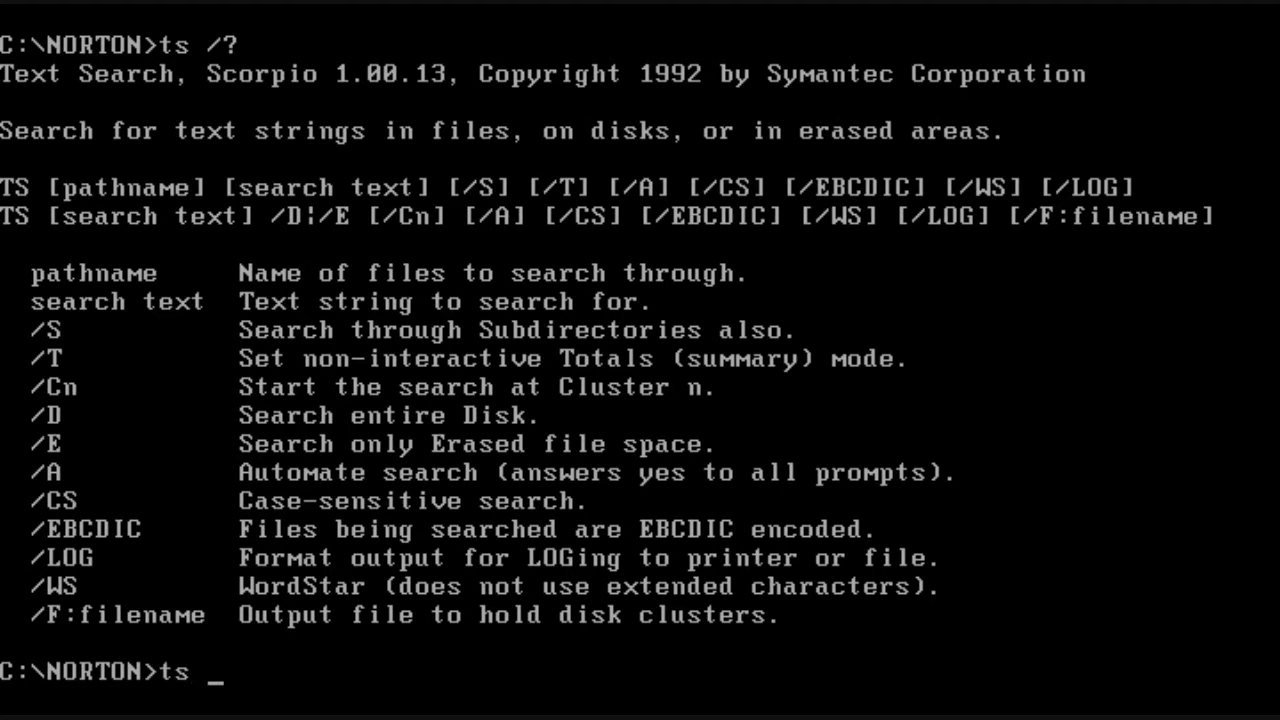 C:\NORTON>ts /?
Text Search, Scorpio 1.00.13, Copyright 1992 by Symantec Corporation
Search for text strings in files, on disks, or in erased areas.
TS [pathname] [search text] [/S] [/T] [/A] [/CS] [/EBCDIC] [/WS] [/LOG]
TS [search text] /D¦/E [/Cn] [/A] [/CS] [/EBCDIC] [/WS] [/LOG] [/F:filename]
pathname Name of files to search through.
search text Text string to search for.
/S Search through Subdirectories also.
/T Set non-interactive Totals (summary) mode.
/Cn Start the search at Cluster n.
/D Search entire Disk.
/E Search only Erased file space.
/A Automate search (answers yes to all prompts).
/CS Case-sensitive search.
/EBCDIC Files being searched are EBCDIC encoded.
/LOG Format output for LOGing to printer or file.
/WS WordStar (does not use extended characters).
/F:filename Output file to hold disk clusters.
C:\NORTON>ts _